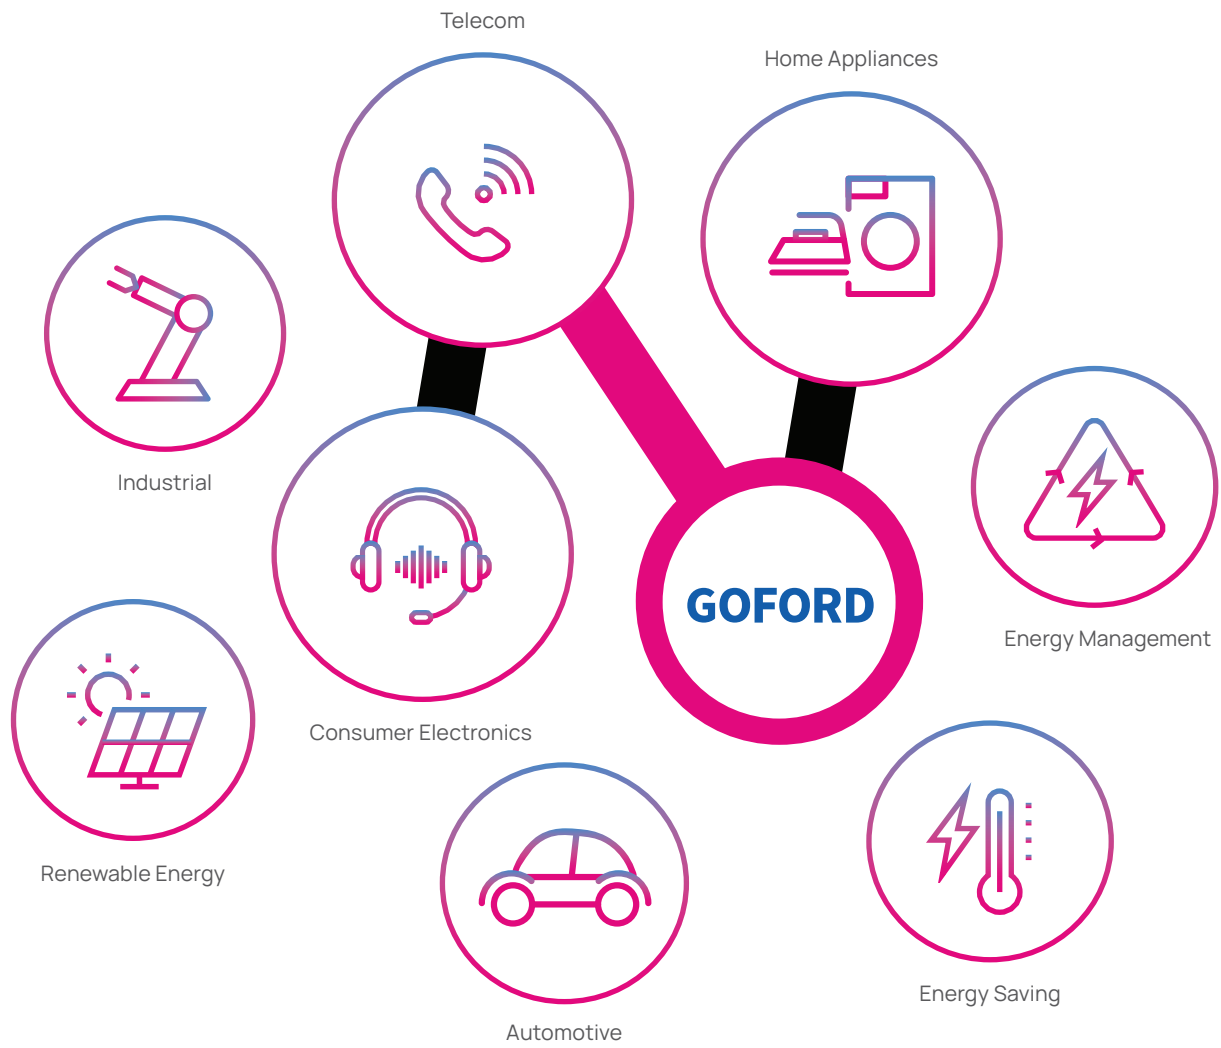 Telecom
Home Appliances
Industrial
Energy Management
GOFORD
Consumer Electronics
Renewable Energy
Energy Saving
Automotive